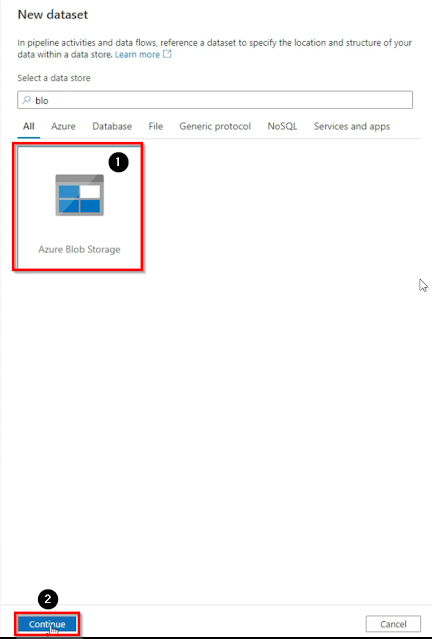 New dataset
In pipeline activities and data flows, reference a dataset to specify the location and structure of your
data within a data store. Learn more
Select a data store
blo
All Azure Database File Generic protocol NoSQL Services and apps
1
Azure Blob Storage
2
Continue Cancel